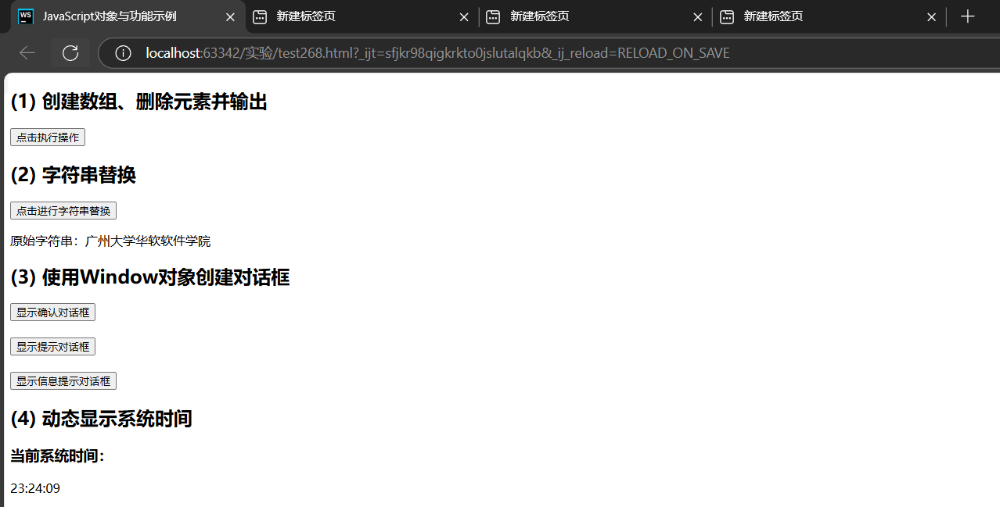 WS JavaScript对象与功能示例 新建标签页 新建标签页 新建标签页
localhost:63342/实验/test268.html?_ijt=sfjkr98qigkrkto0jslutalqkb&_ij_reload=RELOAD_ON_SAVE
(1) 创建数组、删除元素并输出
点击执行操作
(2) 字符串替换
点击进行字符串替换
原始字符串：广州大学华软软件学院
(3) 使用Window对象创建对话框
显示确认对话框
显示提示对话框
显示信息提示对话框
(4) 动态显示系统时间
当前系统时间：
23:24:09